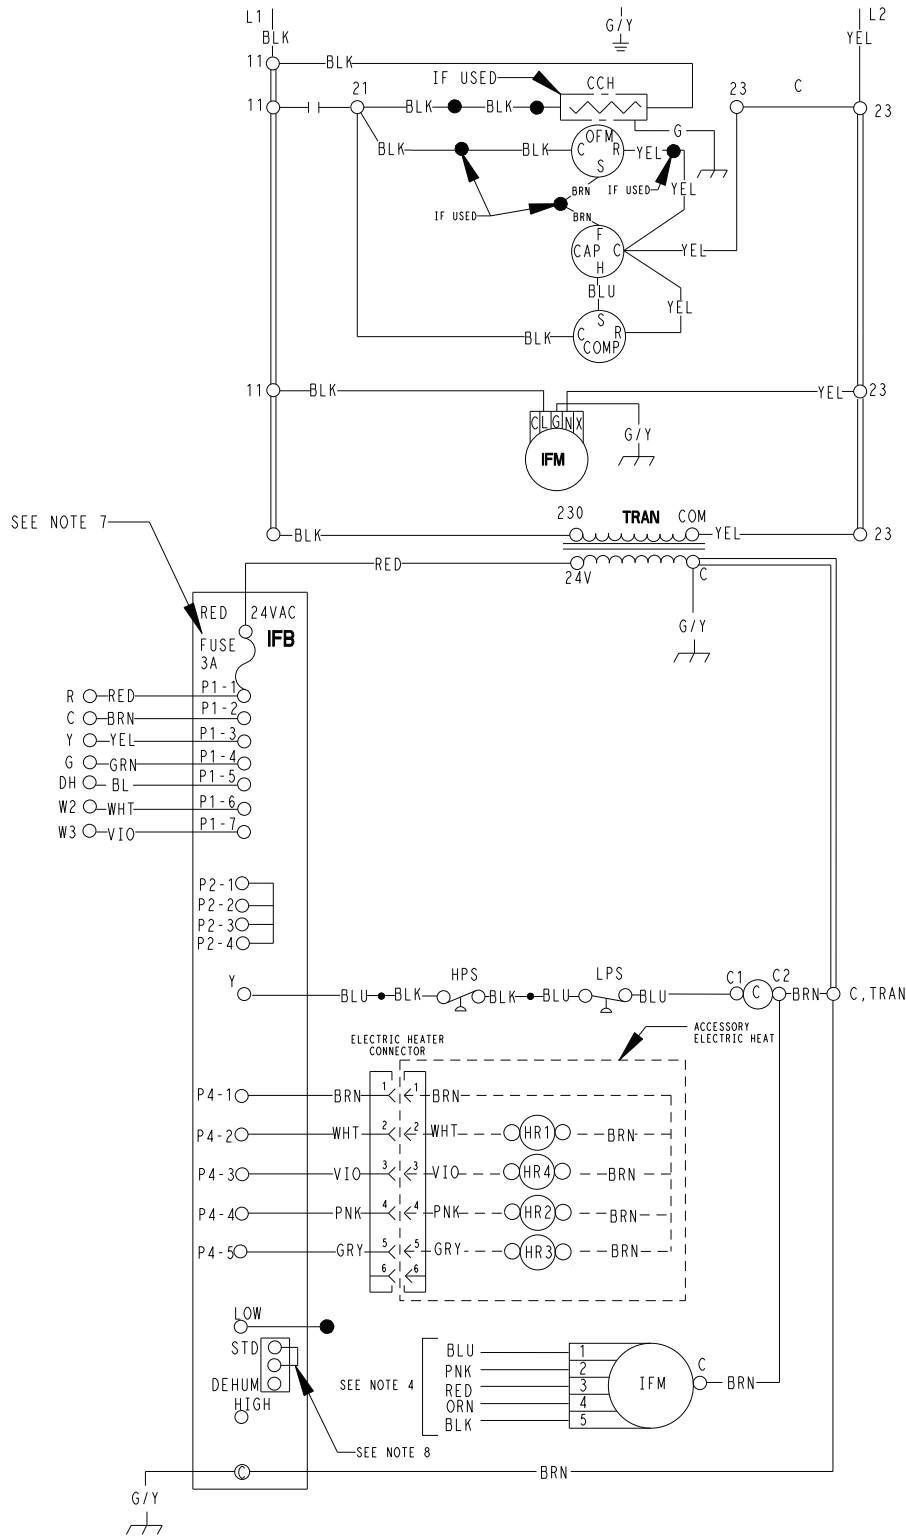 L1
G/Y
L2
BLK
YEL
11
BLK
IF USED
CCH
21
23
C
11
BLK
BLK
23
G
BLK
BLK
OFM
C
R
S
YEL
BRN
IF USED
YEL
IF USED
BRN
F
CAP
C
H
YEL
BLU
YEL
S
BLK
C
R
COMP
11
BLK
YEL
23
C L G N X
G/Y
IFM
230
TRAN
COM
SEE NOTE 7
BLK
YEL
23
RED
24V
C
RED
24VAC
G/Y
FUSE
3A
IFB
R
RED
P1-1
C
BRN
P1-2
Y
YEL
P1-3
G
GRN
P1-4
DH
BL
P1-5
W2
WHT
P1-6
W3
VIO
P1-7
P2-1
P2-2
P2-3
P2-4
Y
HPS
LPS
C1
C2
BLU
BLK
BLK
BLU
BLU
C
BRN
C,TRAN
ELECTRIC HEATER
CONNECTOR
ACCESSORY
ELECTRIC HEAT
P4-1
BRN
1
1
BRN
P4-2
WHT
2
2
WHT
HR1
BRN
P4-3
VIO
3
3
VIO
HR4
BRN
P4-4
PNK
4
4
PNK
HR2
BRN
P4-5
GRY
5
5
GRY
HR3
BRN
6
6
LOW
STD
DEHUM
HIGH
SEE NOTE 4
BLU
1
PNK
2
RED
3
ORN
4
BLK
5
IFM
C
BRN
SEE NOTE 8
C
BRN
G/Y